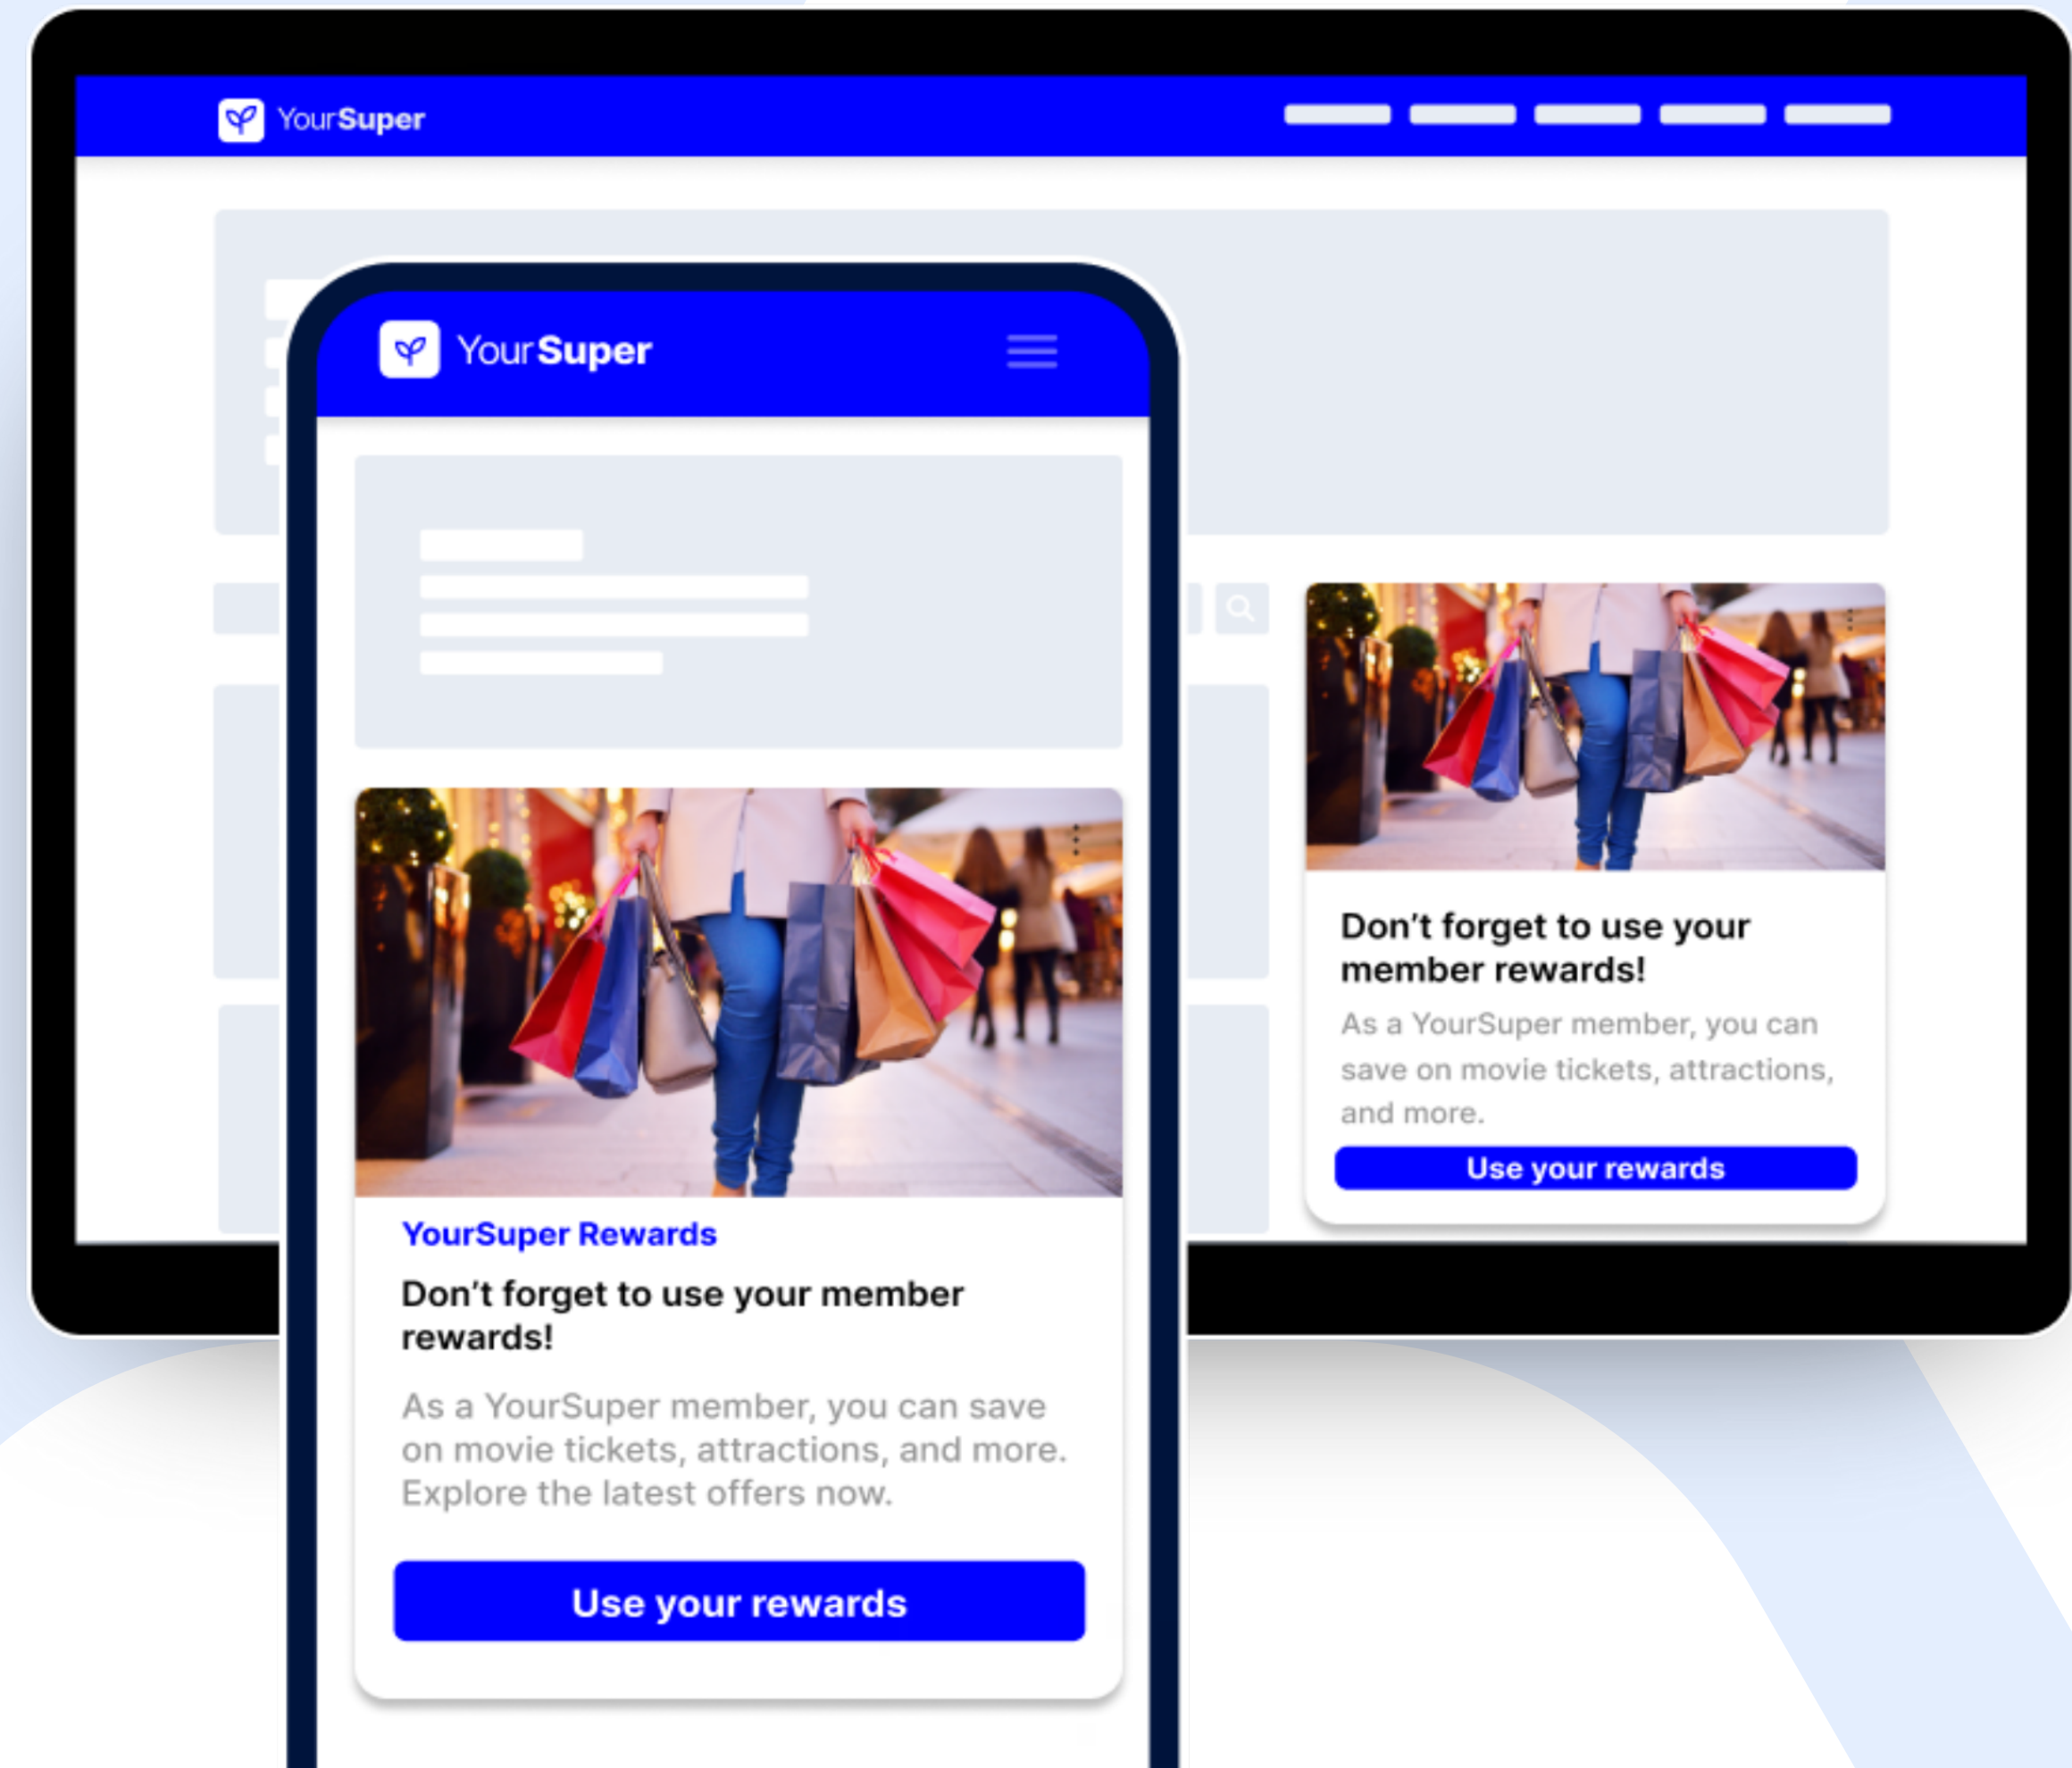 YourSuper
YourSuper
YourSuper Rewards
Don't forget to use your member
rewards!
As a YourSuper member, you can save
on movie tickets, attractions, and more.
Explore the latest offers now.
Use your rewards
Don't forget to use your
member rewards!
As a YourSuper member, you can
save on movie tickets, attractions,
and more.
Use your rewards